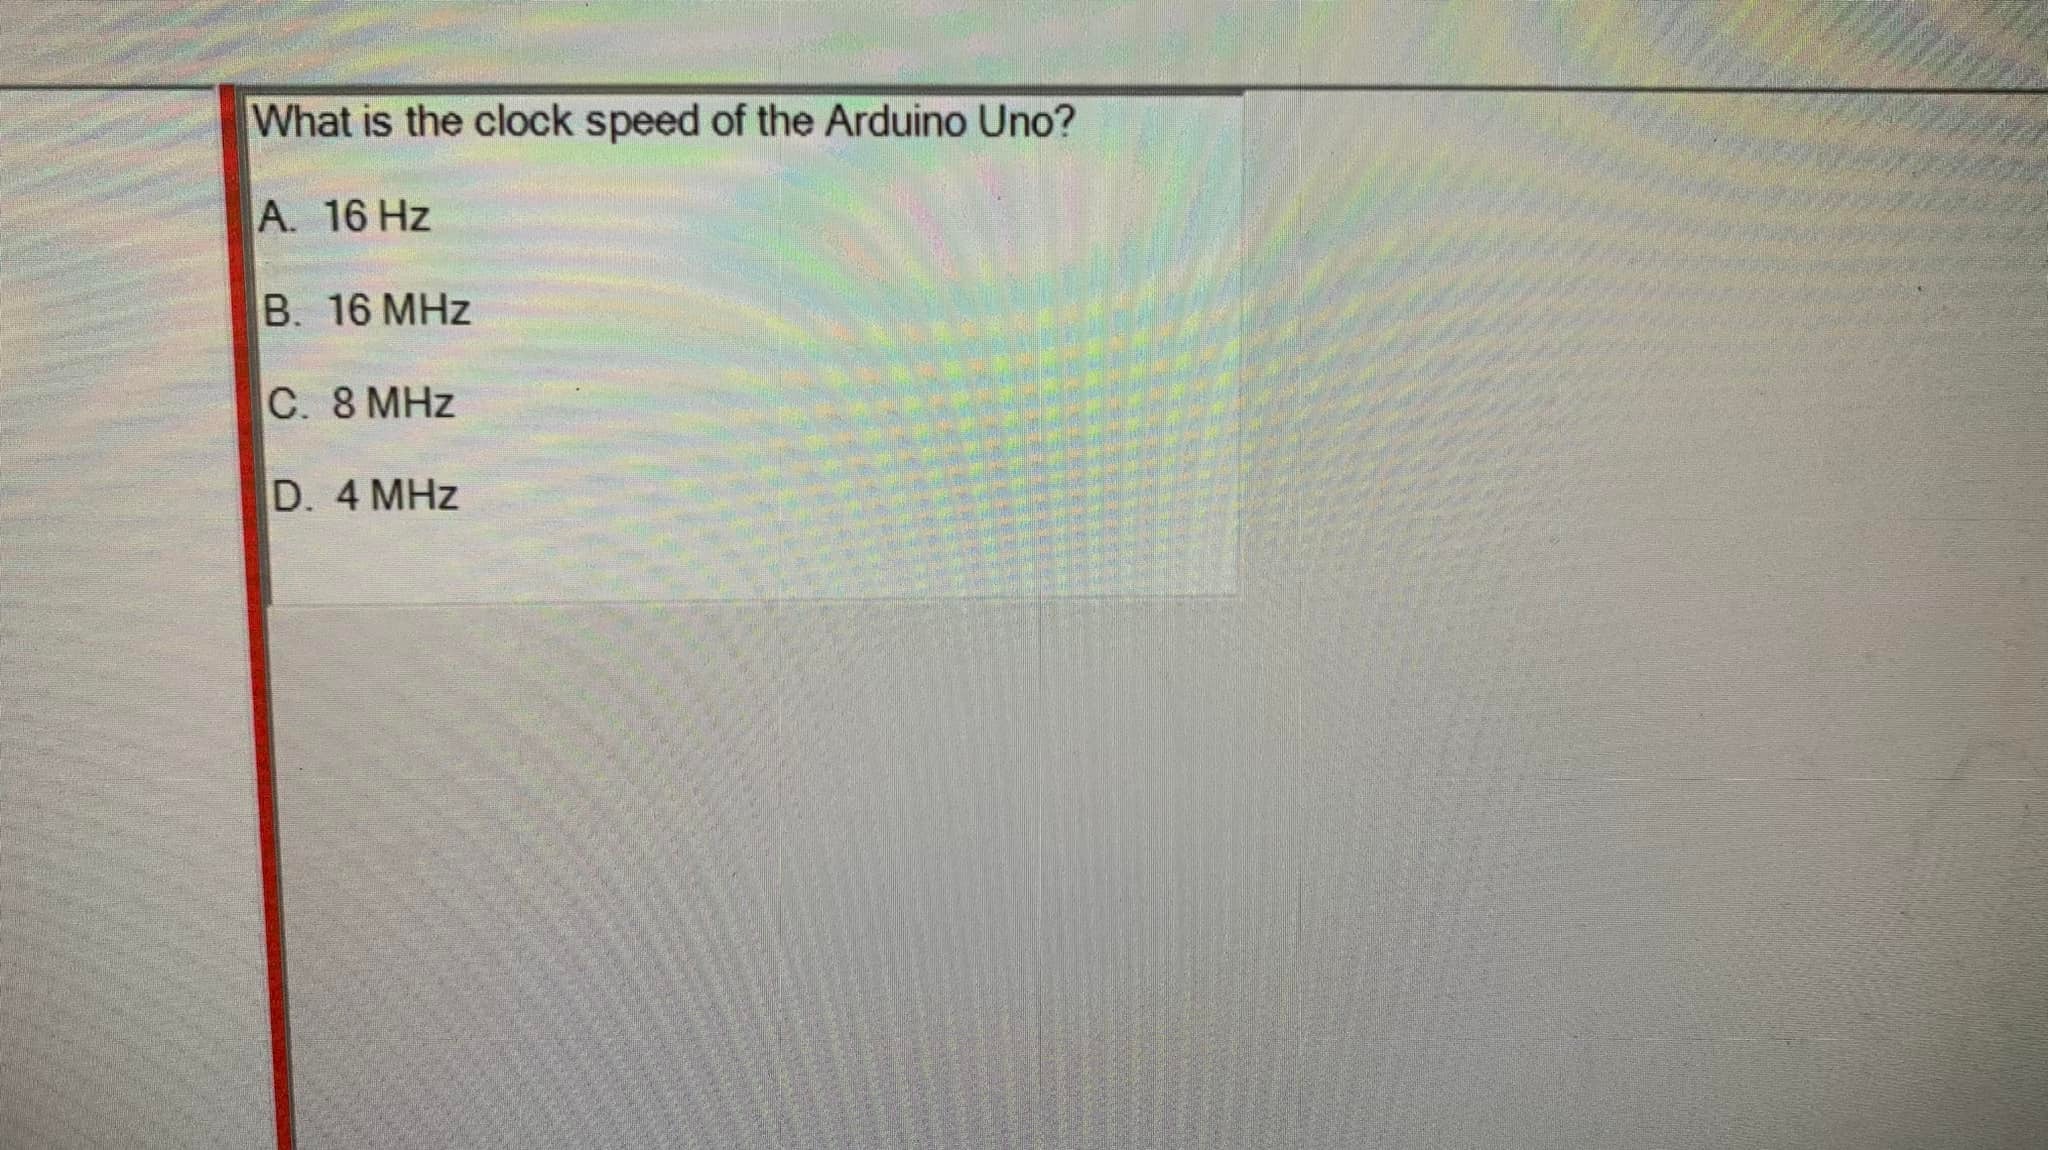 What is the clock speed of the Arduino Uno?
A. 16 Hz
B. 16 MHz
C. 8 MHz
D. 4 MHz